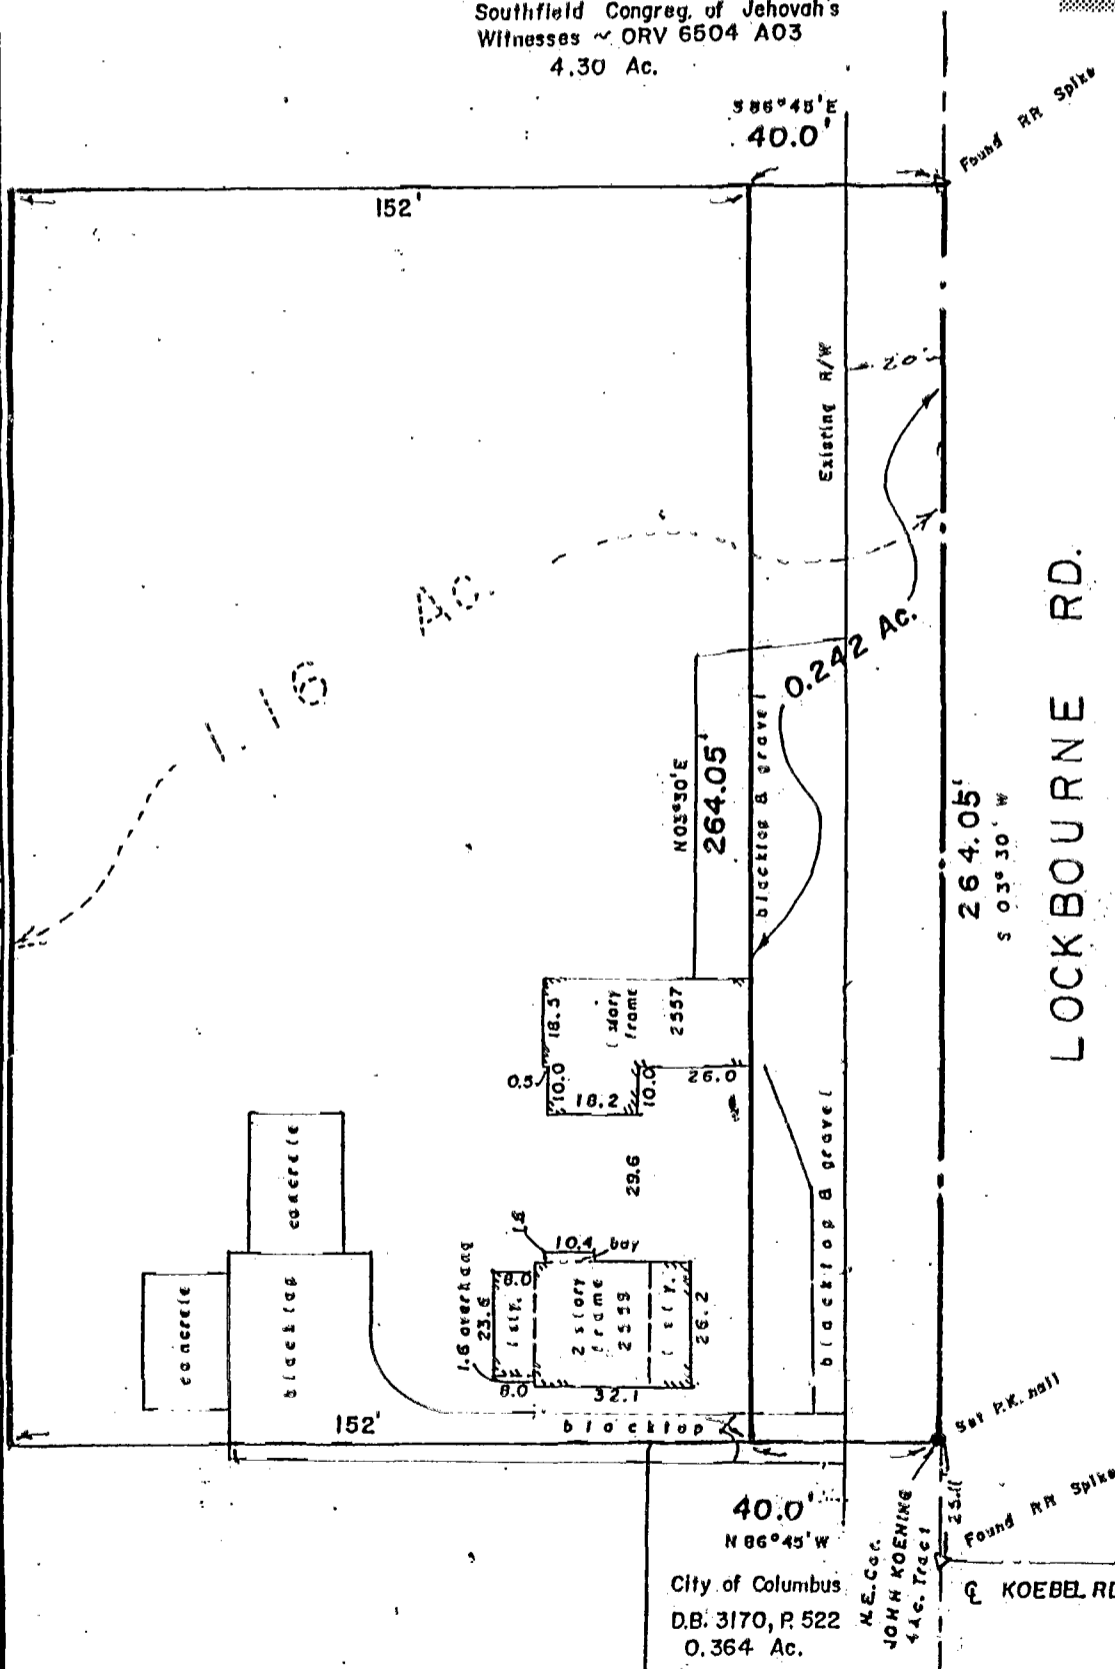 Southfield Congreg. of Jehovah's
Witnesses ~ ORV 6504 A03
4.30 Ac.
S 86°45'E
40.0'
Found RR Spike
152'
Existing R/W
20'
1.16 Ac.
0.242 Ac.
LOCKBOURNE RD.
N03°30'E
264.05'
blacktop & gravel
264.05'
S 03°30'W
18.5
1 story
frame
2557
0.5
10.0
18.2
10.0
26.0
29.6
concrete
concrete
blacktop
blacktop & gravel
1.6 overhang
23.6
8.0
1 sty.
10.4
bay
2 story
frame
2559
1 sty.
26.2
8.0
32.1
blacktop
152'
Set P.K. nail
40.0'
N 86°45'W
25.11
Found RR Spike
N.E. Cor.
JOHN KOENING
4 Ac. Tract
City of Columbus
D.B. 3170, P. 522
0.364 Ac.
℄ KOEBEL RD